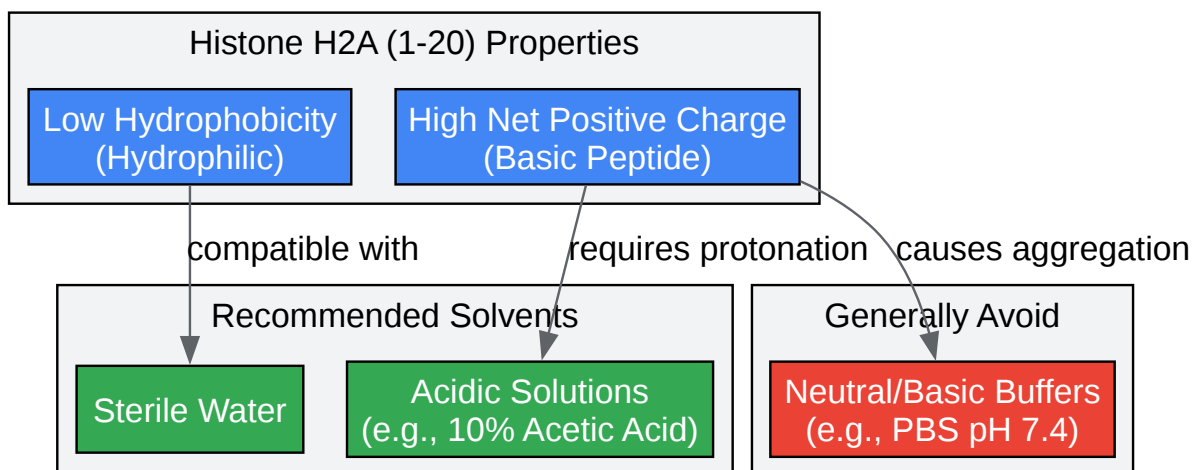 Histone H2A (1-20) Properties
Low Hydrophobicity
(Hydrophilic)
High Net Positive Charge
(Basic Peptide)
compatible with
requires protonation
causes aggregation
Recommended Solvents
Generally Avoid
Sterile Water
Acidic Solutions
(e.g., 10% Acetic Acid)
Neutral/Basic Buffers
(e.g., PBS pH 7.4)